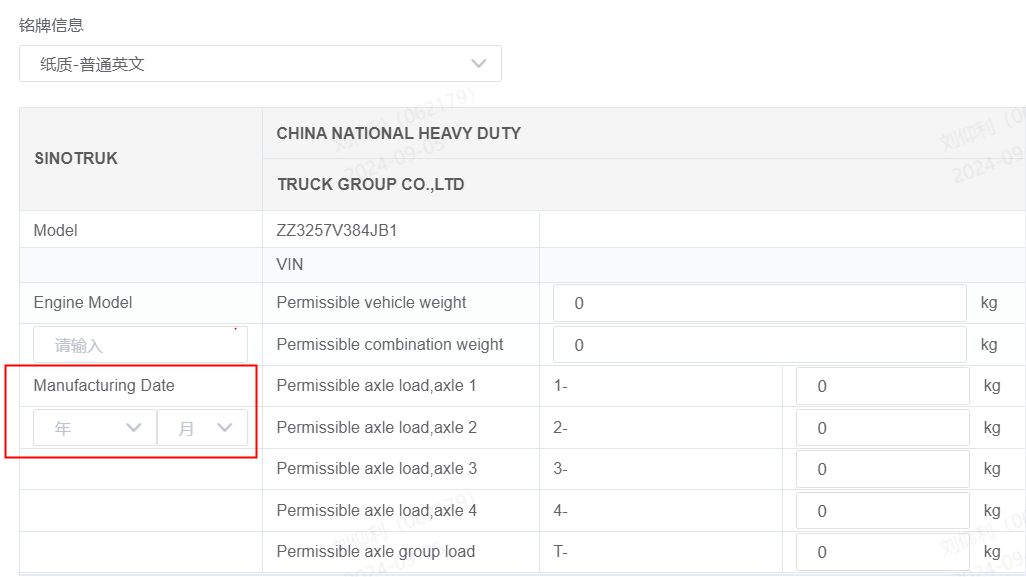 铭牌信息
纸质-普通英文
SINOTRUK
CHINA NATIONAL HEAVY DUTY
TRUCK GROUP CO.,LTD
Model ZZ3257V384JB1
VIN
Engine Model Permissible vehicle weight 0 kg
请输入 Permissible combination weight 0 kg
Manufacturing Date Permissible axle load,axle 1 1- 0 kg
年 月 Permissible axle load,axle 2 2- 0 kg
Permissible axle load,axle 3 3- 0 kg
Permissible axle load,axle 4 4- 0 kg
Permissible axle group load T- 0 kg
刘仰利（062179）
2024-09-05